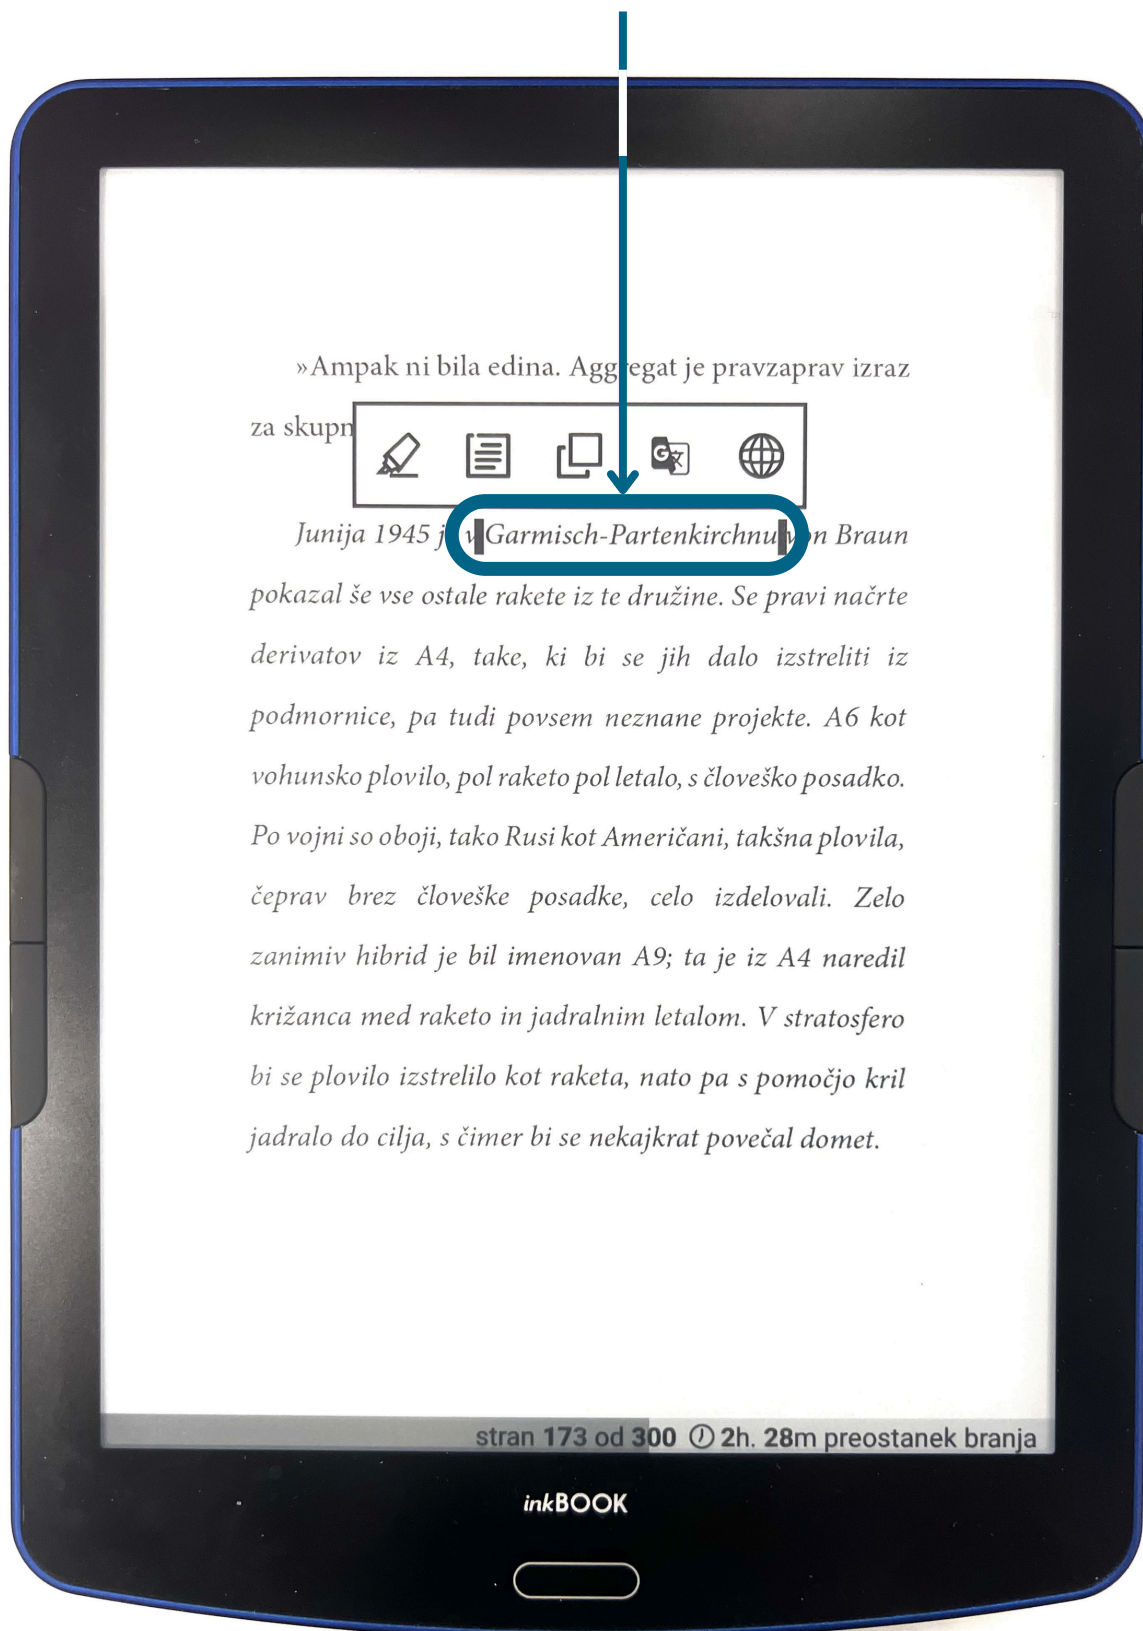 »Ampak ni bila edina. Aggregat je pravzaprav izraz
za skupn
Junija 1945 j v Garmisch-Partenkirchnu von Braun
pokazal še vse ostale rakete iz te družine. Se pravi načrte
derivatov iz A4, take, ki bi se jih dalo izstreliti iz
podmornice, pa tudi povsem neznane projekte. A6 kot
vohunsko plovilo, pol raketo pol letalo, s človeško posadko.
Po vojni so oboji, tako Rusi kot Američani, takšna plovila,
čeprav brez človeške posadke, celo izdelovali. Zelo
zanimiv hibrid je bil imenovan A9; ta je iz A4 naredil
križanca med raketo in jadralnim letalom. V stratosfero
bi se plovilo izstrelilo kot raketa, nato pa s pomočjo kril
jadralo do cilja, s čimer bi se nekajkrat povečal domet.
stran 173 od 300 2h. 28m preostanek branja
inkBOOK